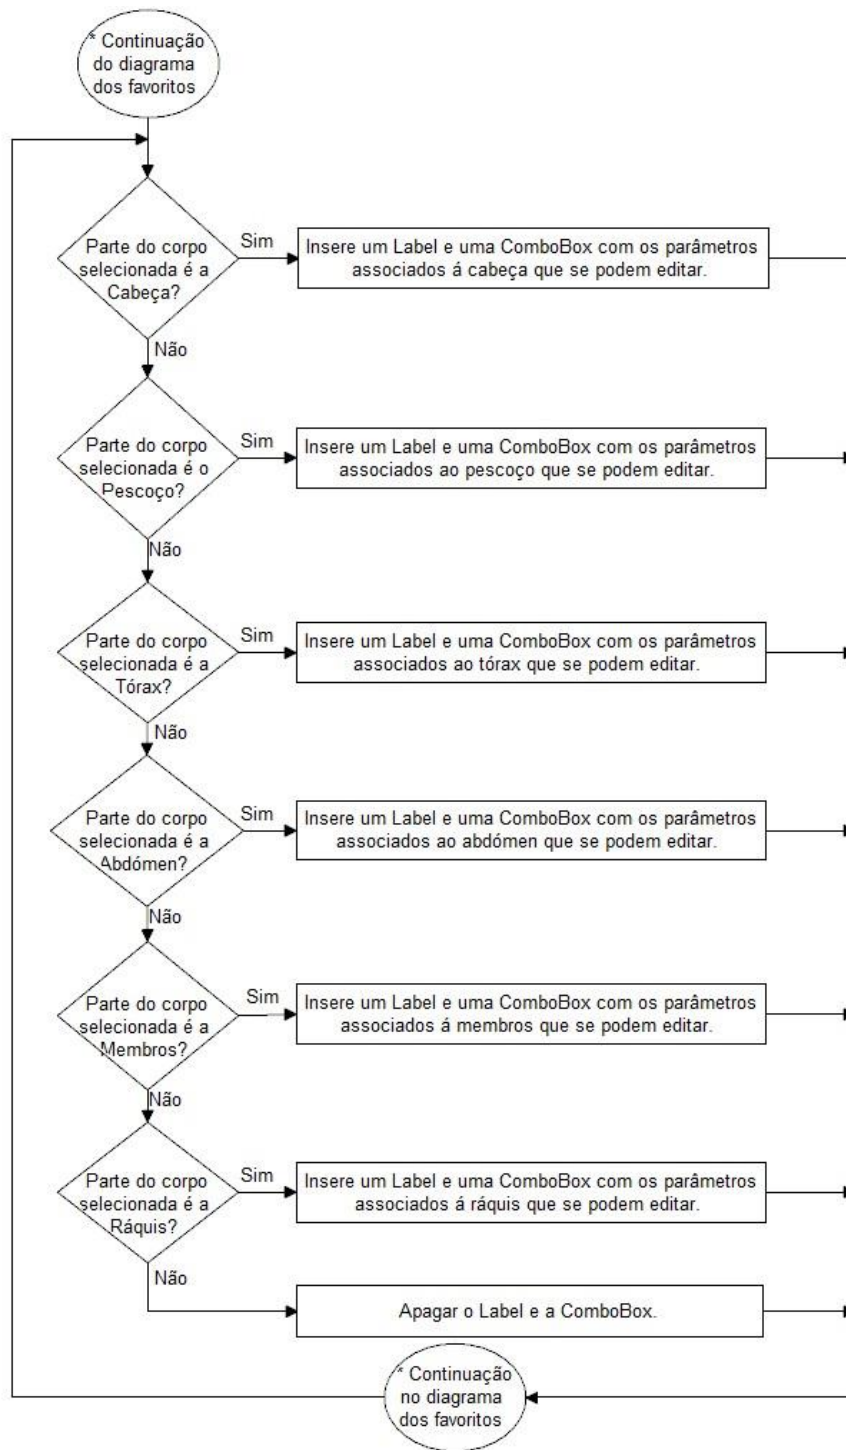 * Continuação
do diagrama
dos favoritos
Parte do corpo
selecionada é a
Cabeça?
Sim
Insere um Label e uma ComboBox com os parâmetros
associados á cabeça que se podem editar.
Não
Parte do corpo
selecionada é o
Pescoço?
Sim
Insere um Label e uma ComboBox com os parâmetros
associados ao pescoço que se podem editar.
Não
Parte do corpo
selecionada é a
Tórax?
Sim
Insere um Label e uma ComboBox com os parâmetros
associados ao tórax que se podem editar.
Não
Parte do corpo
selecionada é a
Abdómen?
Sim
Insere um Label e uma ComboBox com os parâmetros
associados ao abdómen que se podem editar.
Não
Parte do corpo
selecionada é a
Membros?
Sim
Insere um Label e uma ComboBox com os parâmetros
associados á membros que se podem editar.
Não
Parte do corpo
selecionada é a
Ráquis?
Sim
Insere um Label e uma ComboBox com os parâmetros
associados á ráquis que se podem editar.
Não
Apagar o Label e a ComboBox.
* Continuação
no diagrama
dos favoritos